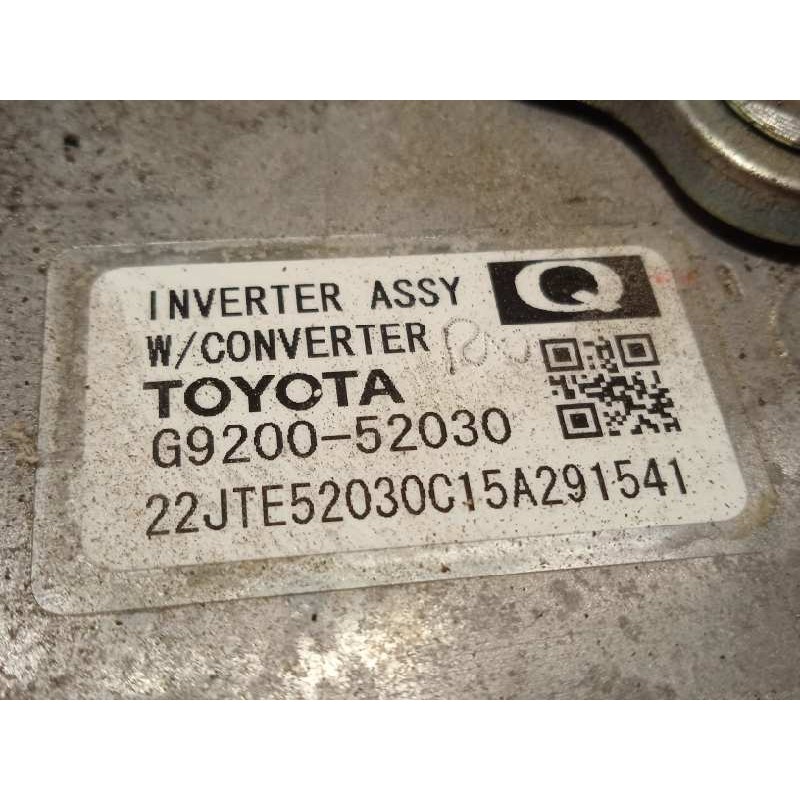 INVERTER ASSY
Q
W/CONVERTER
TOYOTA
G9200-52030
22JTE52030C15A291541